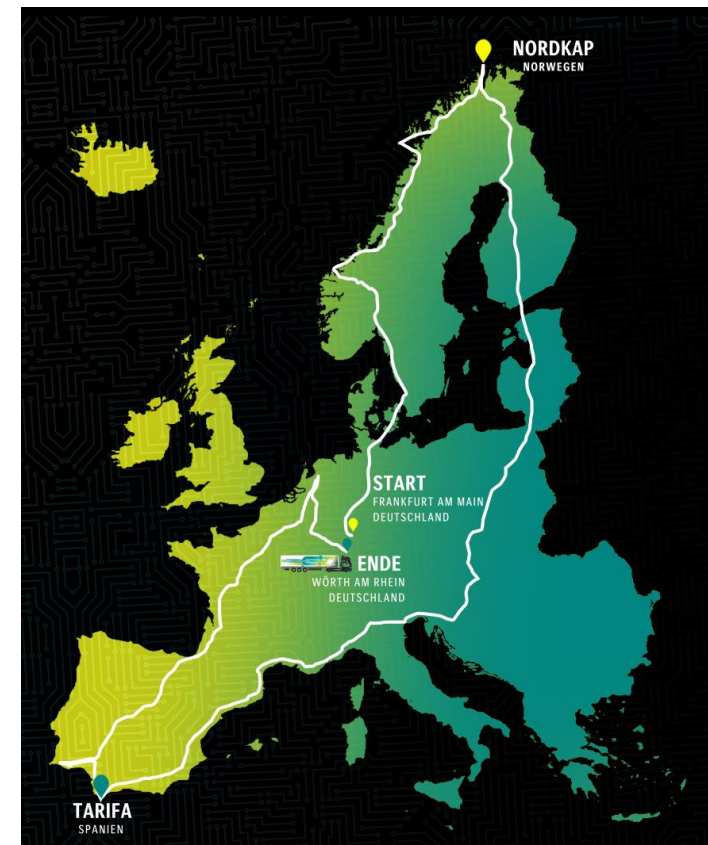 NORDKAP
NORWEGEN
START
FRANKFURT AM MAIN
DEUTSCHLAND
ENDE
WÖRTH AM RHEIN
DEUTSCHLAND
TARIFA
SPANIEN